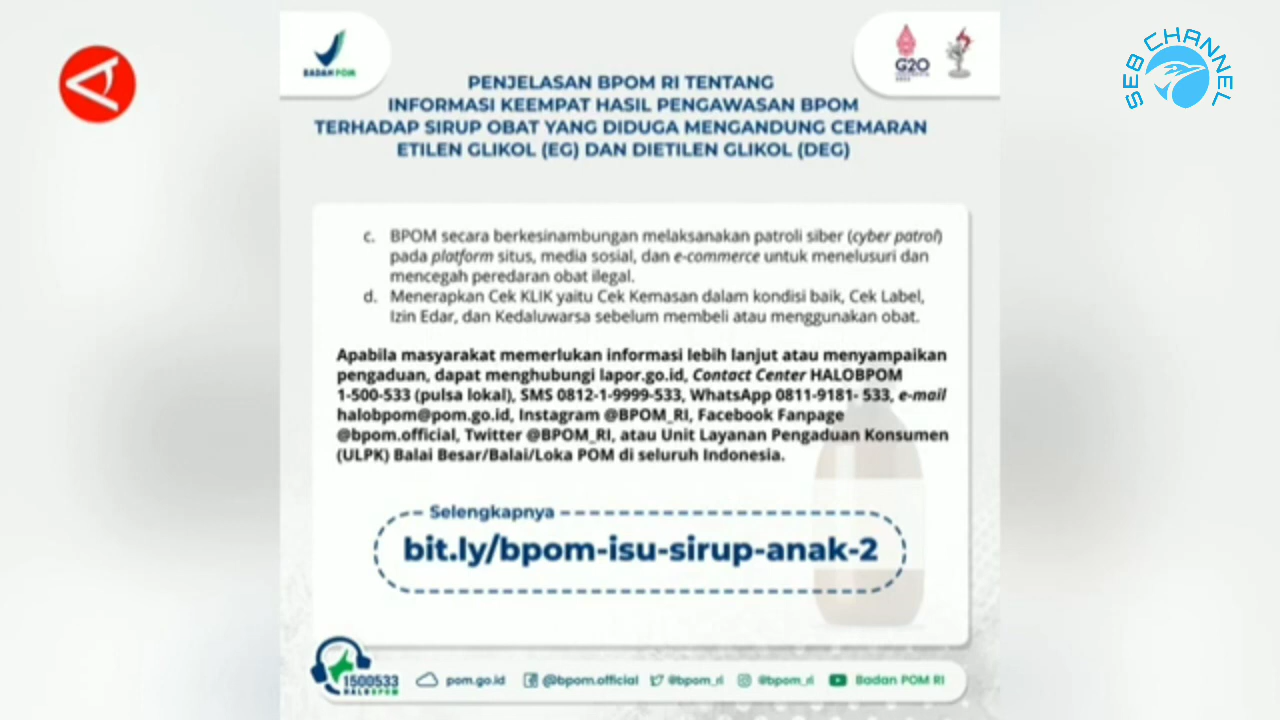 BADAN POM
G20
SEB CHANNEL
PENJELASAN BPOM RI TENTANG
INFORMASI KEEMPAT HASIL PENGAWASAN BPOM
TERHADAP SIRUP OBAT YANG DIDUGA MENGANDUNG CEMARAN
ETILEN GLIKOL (EG) DAN DIETILEN GLIKOL (DEG)
c. BPOM secara berkesinambungan melaksanakan patroli siber (cyber patrol)
pada platform situs, media sosial, dan e-commerce untuk menelusuri dan
mencegah peredaran obat ilegal.
d. Menerapkan Cek KLIK yaitu Cek Kemasan dalam kondisi baik, Cek Label,
Izin Edar, dan Kedaluwarsa sebelum membeli atau menggunakan obat.
Apabila masyarakat memerlukan informasi lebih lanjut atau menyampaikan
pengaduan, dapat menghubungi lapor.go.id, Contact Center HALOBPOM
1-500-533 (pulsa lokal), SMS 0812-1-9999-533, WhatsApp 0811-9181- 533, e-mail
halobpom@pom.go.id, Instagram @BPOM_RI, Facebook Fanpage
@bpom.official, Twitter @BPOM_RI, atau Unit Layanan Pengaduan Konsumen
(ULPK) Balai Besar/Balai/Loka POM di seluruh Indonesia.
Selengkapnya
bit.ly/bpom-isu-sirup-anak-2
1500533
HALOBPOM
pom.go.id @bpom.official @bpom_ri @bpom_ri Badan POM RI